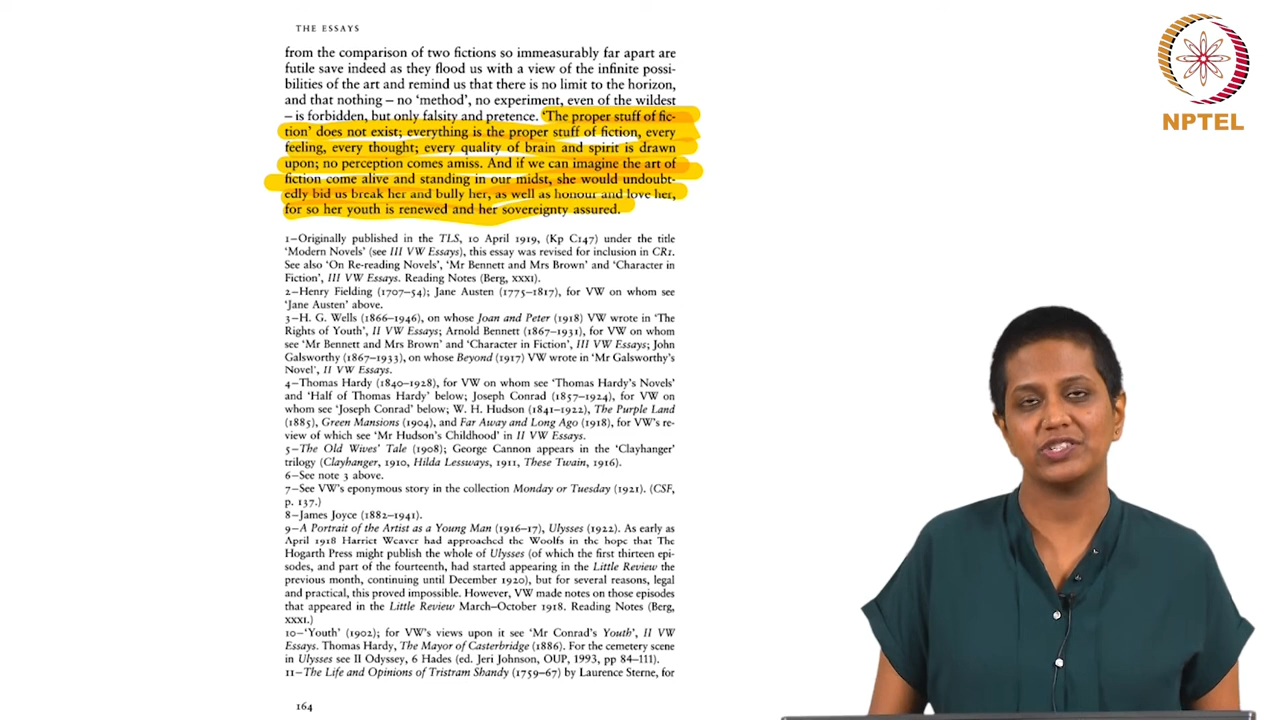 THE ESSAYS
from the comparison of two fictions so immeasurably far apart are
futile save indeed as they flood us with a view of the infinite possi-
bilities of the art and remind us that there is no limit to the horizon,
and that nothing – no 'method', no experiment, even of the wildest
– is forbidden, but only falsity and pretence. 'The proper stuff of fic-
tion' does not exist; everything is the proper stuff of fiction, every
feeling, every thought; every quality of brain and spirit is drawn
upon; no perception comes amiss. And if we can imagine the art of
fiction come alive and standing in our midst, she would undoubt-
edly bid us break her and bully her, as well as honour and love her,
for so her youth is renewed and her sovereignty assured.
1–Originally published in the TLS, 10 April 1919, (Kp C147) under the title
'Modern Novels' (see III VW Essays), this essay was revised for inclusion in CR1.
See also 'On Re-reading Novels', 'Mr Bennett and Mrs Brown' and 'Character in
Fiction', III VW Essays. Reading Notes (Berg, XXXI).
2–Henry Fielding (1707–54); Jane Austen (1775–1817), for VW on whom see
'Jane Austen' above.
3–H. G. Wells (1866–1946), on whose Joan and Peter (1918) VW wrote in 'The
Rights of Youth', II VW Essays; Arnold Bennett (1867–1931), for VW on whom
see 'Mr Bennett and Mrs Brown' and 'Character in Fiction', III VW Essays; John
Galsworthy (1867–1933), on whose Beyond (1917) VW wrote in 'Mr Galsworthy's
Novel', II VW Essays.
4–Thomas Hardy (1840–1928), for VW on whom see 'Thomas Hardy's Novels'
and 'Half of Thomas Hardy' below; Joseph Conrad (1857–1924), for VW on
whom see 'Joseph Conrad' below; W. H. Hudson (1841–1922), The Purple Land
(1885), Green Mansions (1904), and Far Away and Long Ago (1918), for VW's re-
view of which see 'Mr Hudson's Childhood' in II VW Essays.
5–The Old Wives' Tale (1908); George Cannon appears in the 'Clayhanger'
trilogy (Clayhanger, 1910, Hilda Lessways, 1911, These Twain, 1916).
6–See note 3 above.
7–See VW's eponymous story in the collection Monday or Tuesday (1921). (CSF,
p. 137.)
8–James Joyce (1882–1941).
9–A Portrait of the Artist as a Young Man (1916–17), Ulysses (1922). As early as
April 1918 Harriet Weaver had approached the Woolfs in the hope that The
Hogarth Press might publish the whole of Ulysses (of which the first thirteen epi-
sodes, and part of the fourteenth, had started appearing in the Little Review the
previous month, continuing until December 1920), but for several reasons, legal
and practical, this proved impossible. However, VW made notes on those episodes
that appeared in the Little Review March–October 1918. Reading Notes (Berg,
XXXI.)
10–'Youth' (1902); for VW's views upon it see 'Mr Conrad's Youth', II VW
Essays. Thomas Hardy, The Mayor of Casterbridge (1886). For the cemetery scene
in Ulysses see II Odyssey, 6 Hades (ed. Jeri Johnson, OUP, 1993, pp 84–111).
11–The Life and Opinions of Tristram Shandy (1759–67) by Laurence Sterne, for
164
NPTEL